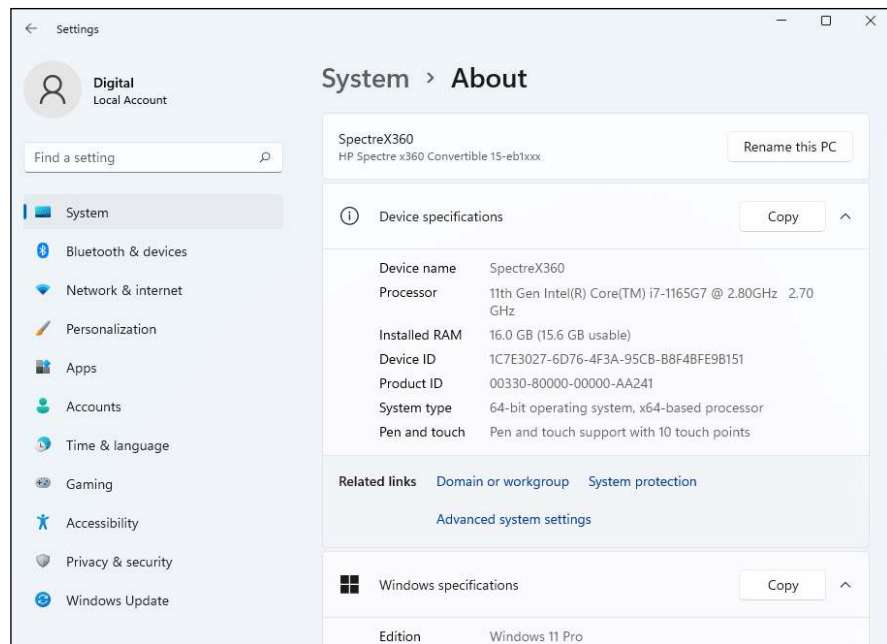 Settings
Digital
Local Account
Find a setting
System
Bluetooth & devices
Network & internet
Personalization
Apps
Accounts
Time & language
Gaming
Accessibility
Privacy & security
Windows Update
System > About
SpectreX360
HP Spectre x360 Convertible 15-eb1xxx
Rename this PC
Device specifications
Copy
Device name SpectreX360
Processor 11th Gen Intel(R) Core(TM) i7-1165G7 @ 2.80GHz 2.70
GHz
Installed RAM 16.0 GB (15.6 GB usable)
Device ID 1C7E3027-6D76-4F3A-95CB-B8F4BFE9B151
Product ID 00330-80000-00000-AA241
System type 64-bit operating system, x64-based processor
Pen and touch Pen and touch support with 10 touch points
Related links Domain or workgroup System protection
Advanced system settings
Windows specifications
Copy
Edition Windows 11 Pro